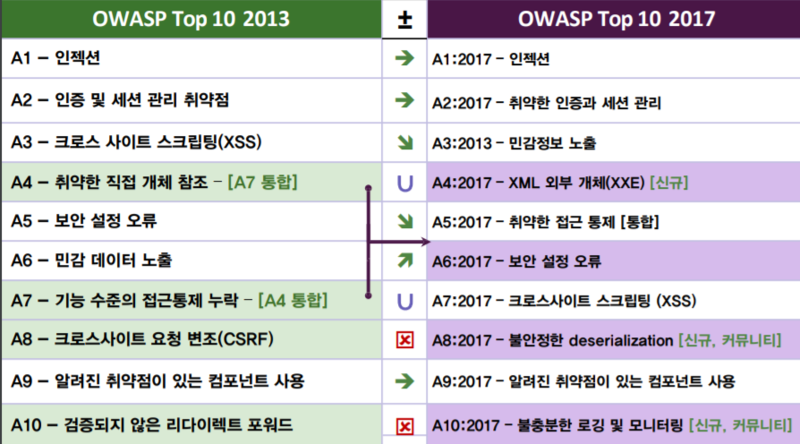 OWASP Top 10 2013 ± OWASP Top 10 2017
A1 – 인젝션 → A1:2017 – 인젝션
A2 – 인증 및 세션 관리 취약점 → A2:2017 – 취약한 인증과 세션 관리
A3 – 크로스 사이트 스크립팅(XSS) ↘ A3:2013 – 민감정보 노출
A4 – 취약한 직접 개체 참조 – [A7 통합] U A4:2017 – XML 외부 개체(XXE) [신규]
A5 – 보안 설정 오류 ↘ A5:2017 – 취약한 접근 통제 [통합]
A6 – 민감 데이터 노출 ↗ A6:2017 – 보안 설정 오류
A7 – 기능 수준의 접근통제 누락 – [A4 통합] U A7:2017 – 크로스사이트 스크립팅 (XSS)
A8 – 크로스사이트 요청 변조(CSRF) ☒ A8:2017 – 불안정한 deserialization [신규, 커뮤니티]
A9 – 알려진 취약점이 있는 컴포넌트 사용 → A9:2017 – 알려진 취약점이 있는 컴포넌트 사용
A10 – 검증되지 않은 리다이렉트 포워드 ☒ A10:2017 – 불충분한 로깅 및 모니터링 [신규, 커뮤니티]